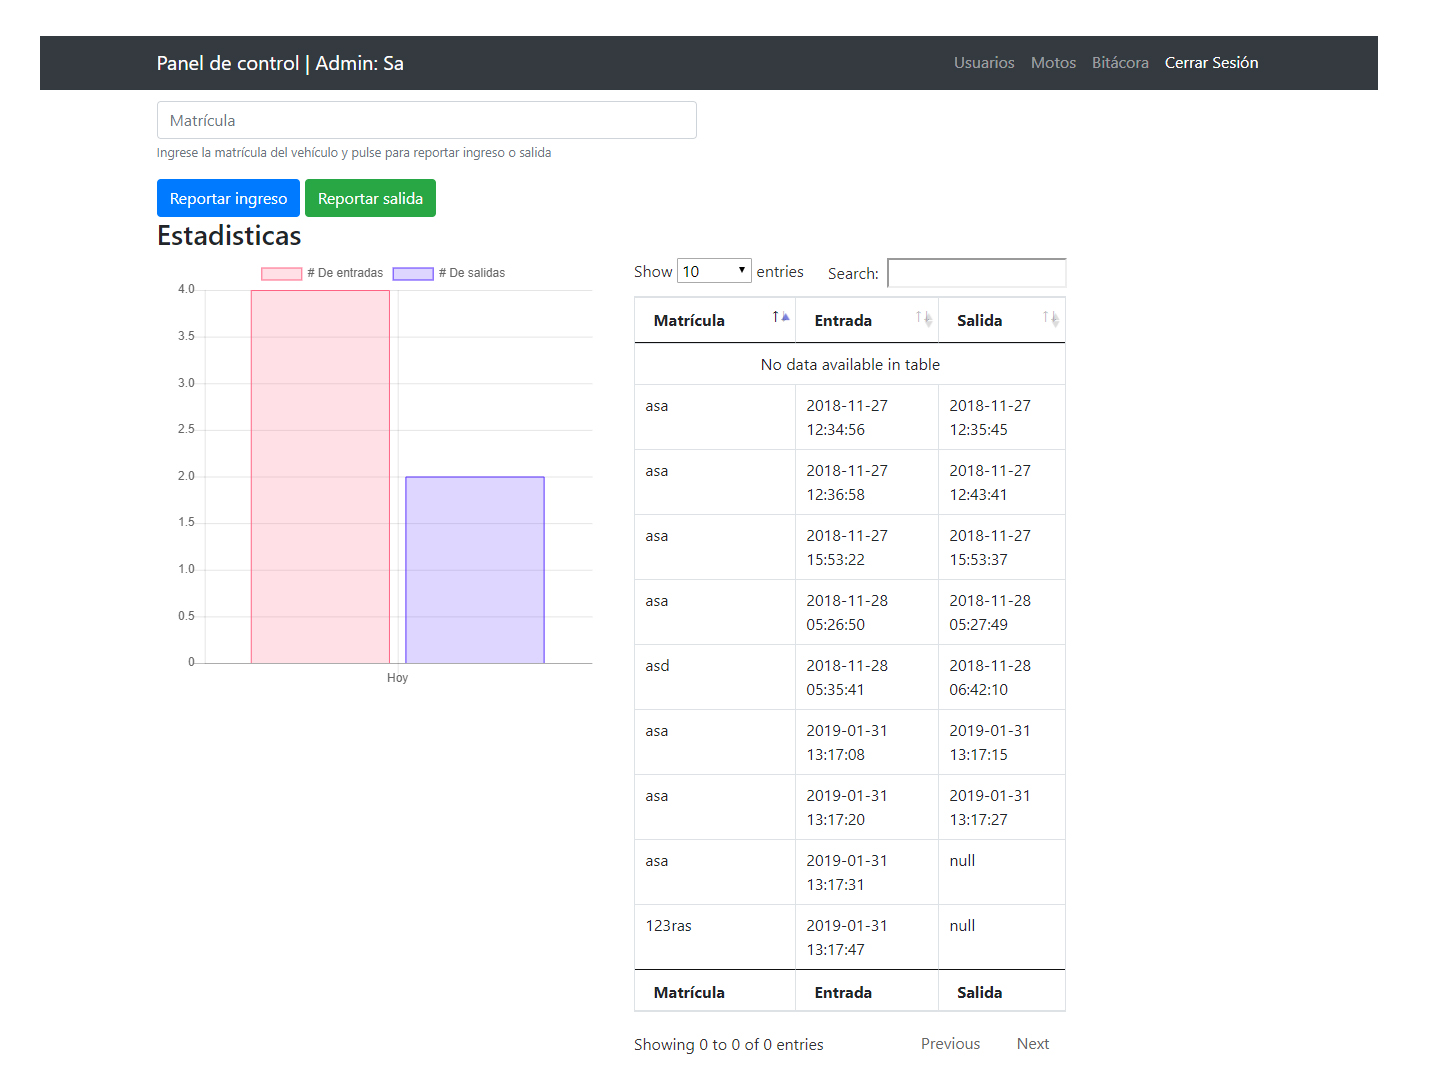 Panel de control | Admin: Sa
Usuarios Motos Bitácora Cerrar Sesión
Matrícula
Ingrese la matrícula del vehículo y pulse para reportar ingreso o salida
Reportar ingreso Reportar salida
Estadisticas
# De entradas # De salidas
4.0
3.5
3.0
2.5
2.0
1.5
1.0
0.5
0
Hoy
Show 10 entries Search:
Matrícula Entrada Salida
No data available in table
asa 2018-11-27 2018-11-27
12:34:56 12:35:45
asa 2018-11-27 2018-11-27
12:36:58 12:43:41
asa 2018-11-27 2018-11-27
15:53:22 15:53:37
asa 2018-11-28 2018-11-28
05:26:50 05:27:49
asd 2018-11-28 2018-11-28
05:35:41 06:42:10
asa 2019-01-31 2019-01-31
13:17:08 13:17:15
asa 2019-01-31 2019-01-31
13:17:20 13:17:27
asa 2019-01-31 null
13:17:31
123ras 2019-01-31 null
13:17:47
Matrícula Entrada Salida
Showing 0 to 0 of 0 entries Previous Next